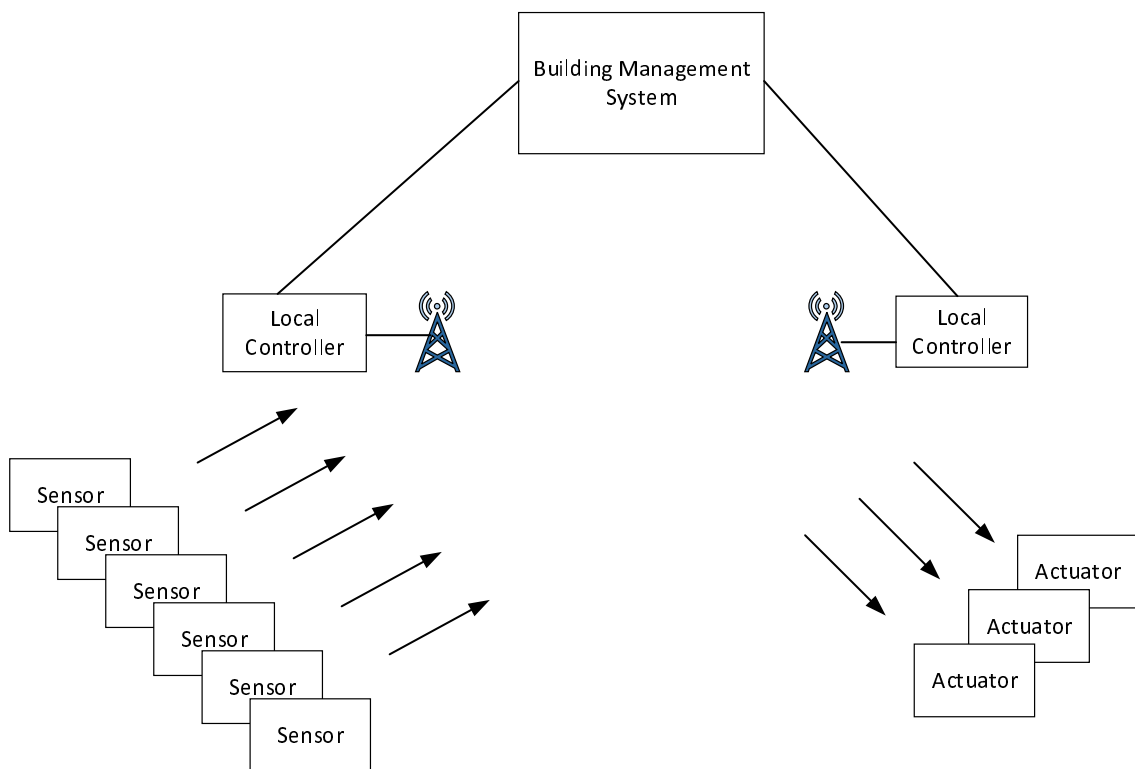 Building Management
System
Local
Controller
Local
Controller
Sensor
Sensor
Sensor
Sensor
Sensor
Sensor
Actuator
Actuator
Actuator